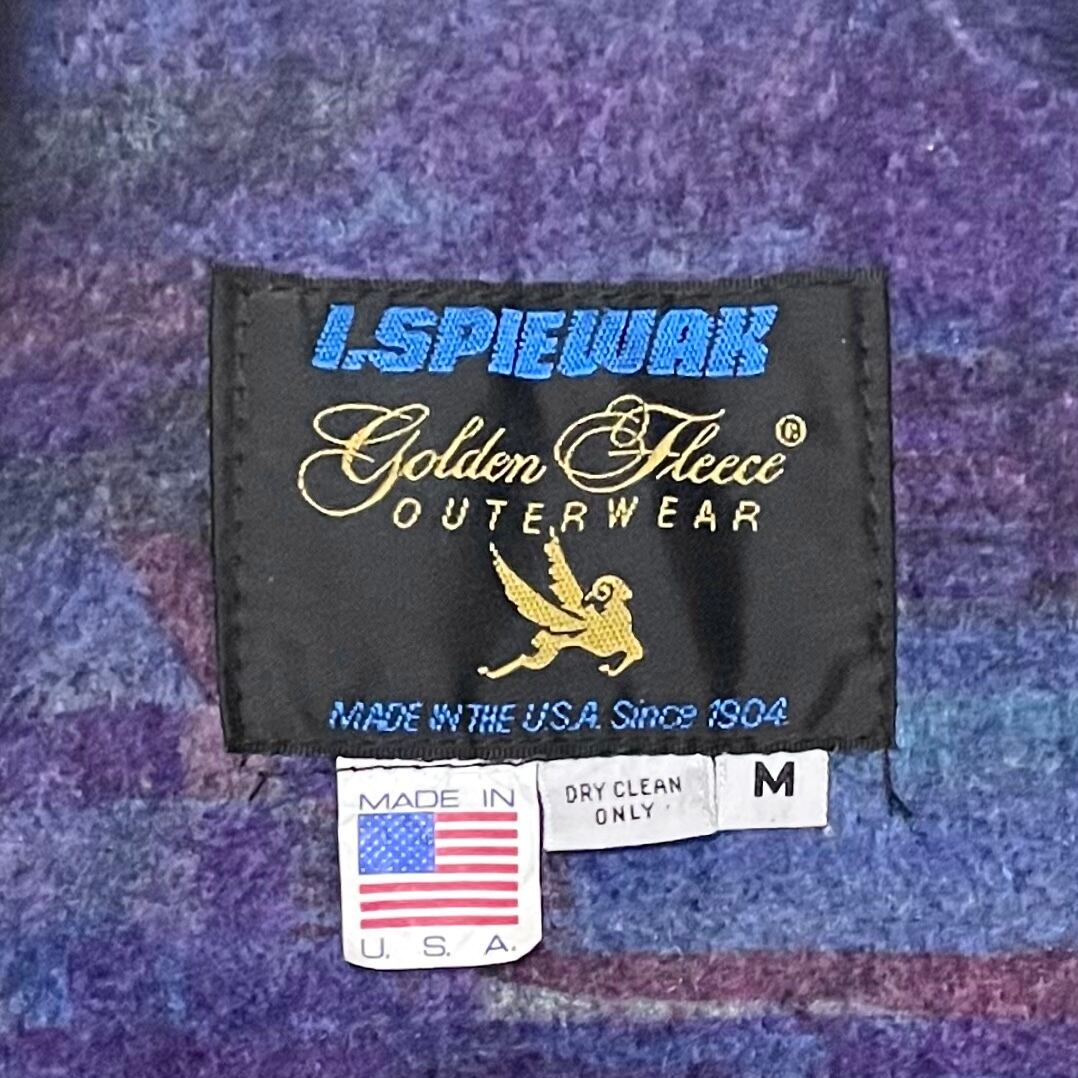 I.SPIEWAK
Golden Fleece®
OUTERWEAR
MADE IN THE U.S.A. Since 1904
MADE IN
U. S. A.
DRY CLEAN
ONLY
M